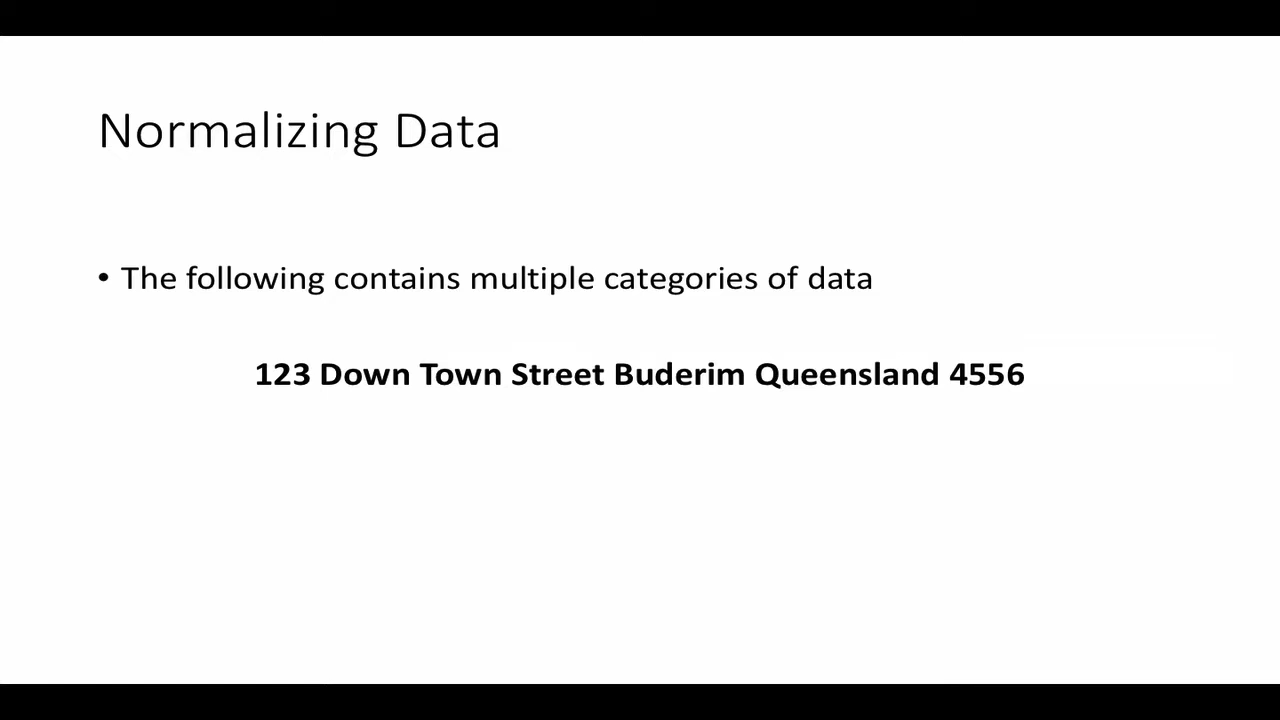 Normalizing Data
• The following contains multiple categories of data
123 Down Town Street Buderim Queensland 4556